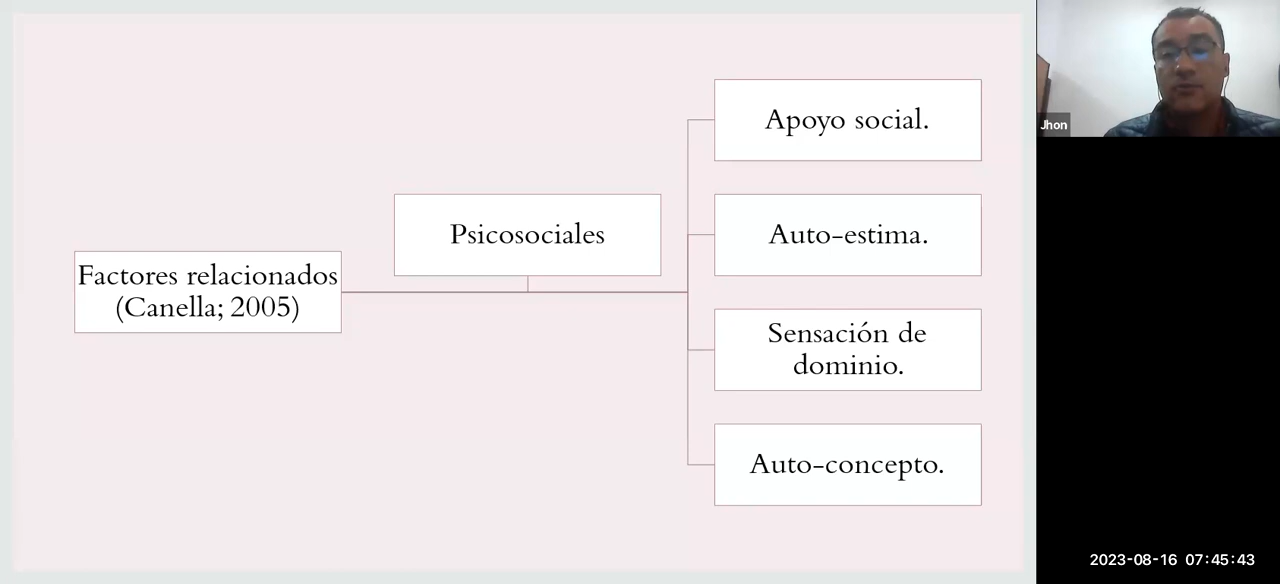 Factores relacionados
(Canella; 2005)
Psicosociales
Apoyo social.
Auto-estima.
Sensación de
dominio.
Auto-concepto.
Jhon
2023-08-16 07:45:43